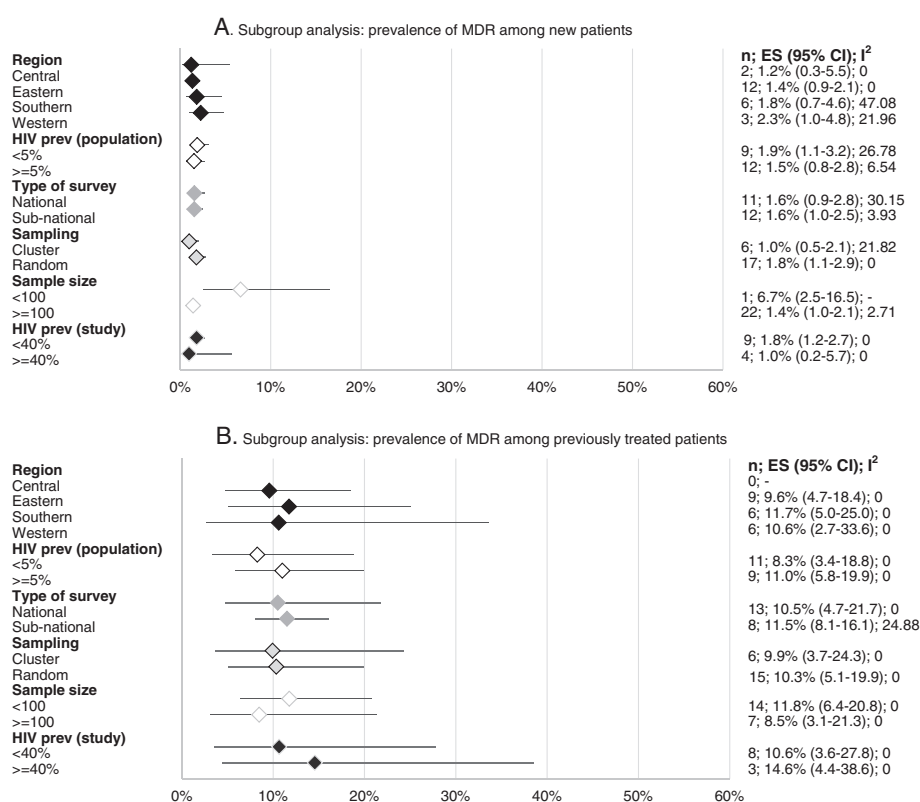 A. Subgroup analysis: prevalence of MDR among new patients
n; ES (95% CI); I²
Region
Central 2; 1.2% (0.3-5.5); 0
Eastern 12; 1.4% (0.9-2.1); 0
Southern 6; 1.8% (0.7-4.6); 47.08
Western 3; 2.3% (1.0-4.8); 21.96
HIV prev (population)
<5% 9; 1.9% (1.1-3.2); 26.78
>=5% 12; 1.5% (0.8-2.8); 6.54
Type of survey
National 11; 1.6% (0.9-2.8); 30.15
Sub-national 12; 1.6% (1.0-2.5); 3.93
Sampling
Cluster 6; 1.0% (0.5-2.1); 21.82
Random 17; 1.8% (1.1-2.9); 0
Sample size
<100 1; 6.7% (2.5-16.5); -
>=100 22; 1.4% (1.0-2.1); 2.71
HIV prev (study)
<40% 9; 1.8% (1.2-2.7); 0
>=40% 4; 1.0% (0.2-5.7); 0
0% 10% 20% 30% 40% 50% 60%
B. Subgroup analysis: prevalence of MDR among previously treated patients
n; ES (95% CI); I²
Region
Central 0; -
Eastern 9; 9.6% (4.7-18.4); 0
Southern 6; 11.7% (5.0-25.0); 0
Western 6; 10.6% (2.7-33.6); 0
HIV prev (population)
<5% 11; 8.3% (3.4-18.8); 0
>=5% 9; 11.0% (5.8-19.9); 0
Type of survey
National 13; 10.5% (4.7-21.7); 0
Sub-national 8; 11.5% (8.1-16.1); 24.88
Sampling
Cluster 6; 9.9% (3.7-24.3); 0
Random 15; 10.3% (5.1-19.9); 0
Sample size
<100 14; 11.8% (6.4-20.8); 0
>=100 7; 8.5% (3.1-21.3); 0
HIV prev (study)
<40% 8; 10.6% (3.6-27.8); 0
>=40% 3; 14.6% (4.4-38.6); 0
0% 10% 20% 30% 40% 50% 60%